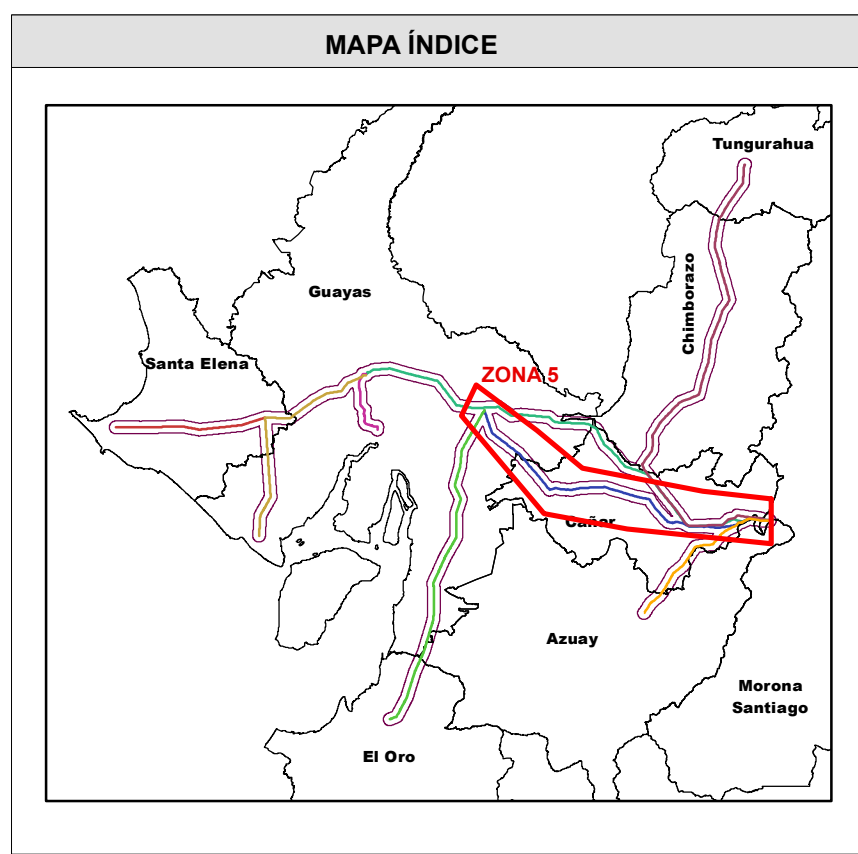 MAPA ÍNDICE
Tungurahua
Chimborazo
Guayas
Santa Elena
ZONA 5
Cañar
Azuay
Morona
Santiago
El Oro